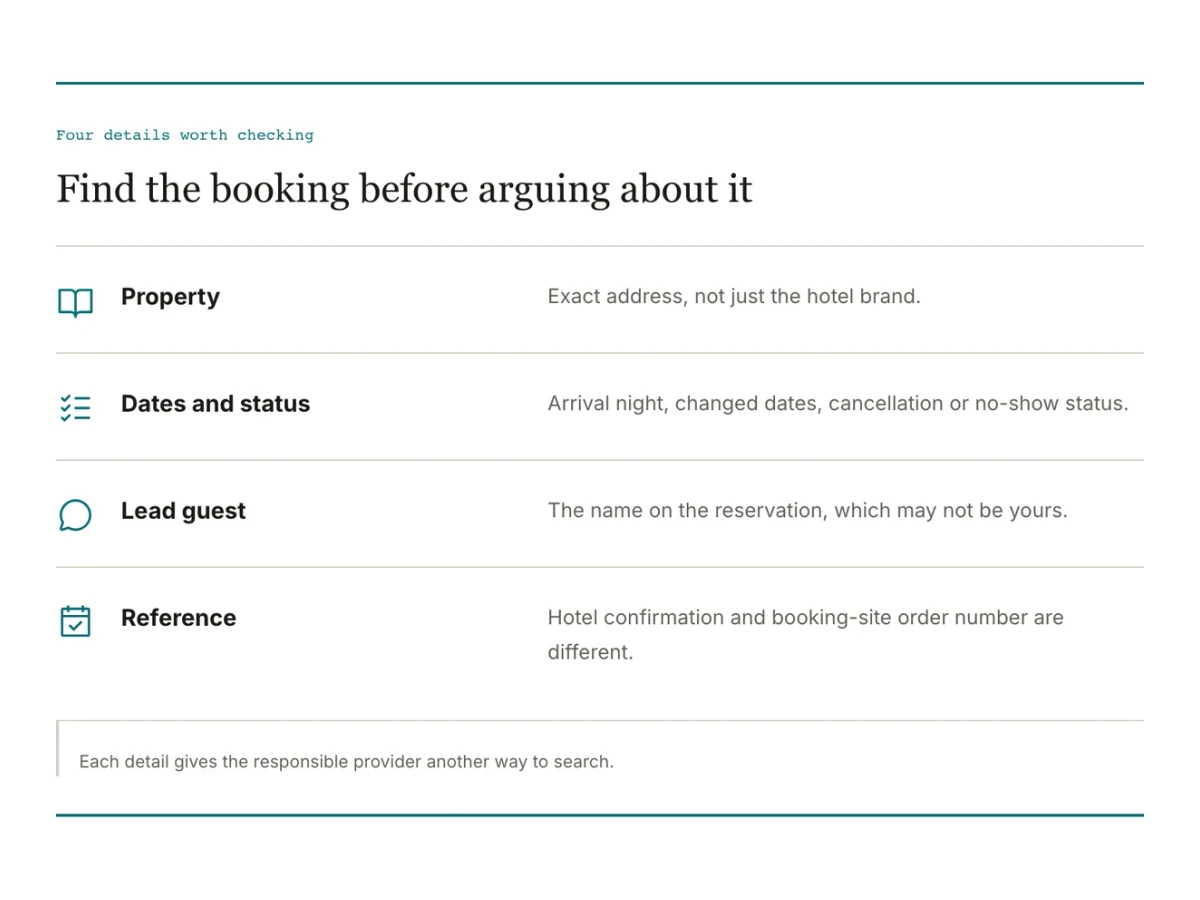 Four details worth checking
Find the booking before arguing about it
Property
Exact address, not just the hotel brand.
Dates and status
Arrival night, changed dates, cancellation or no-show status.
Lead guest
The name on the reservation, which may not be yours.
Reference
Hotel confirmation and booking-site order number are
different.
Each detail gives the responsible provider another way to search.